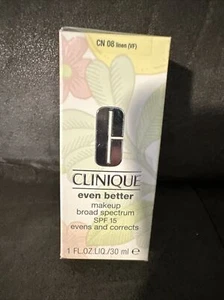 CN 08 linen (VF)
CLINIQUE
even better
makeup
broad spectrum
SPF 15
evens and corrects
1 FL.OZ.LIQ./30 ml ℮